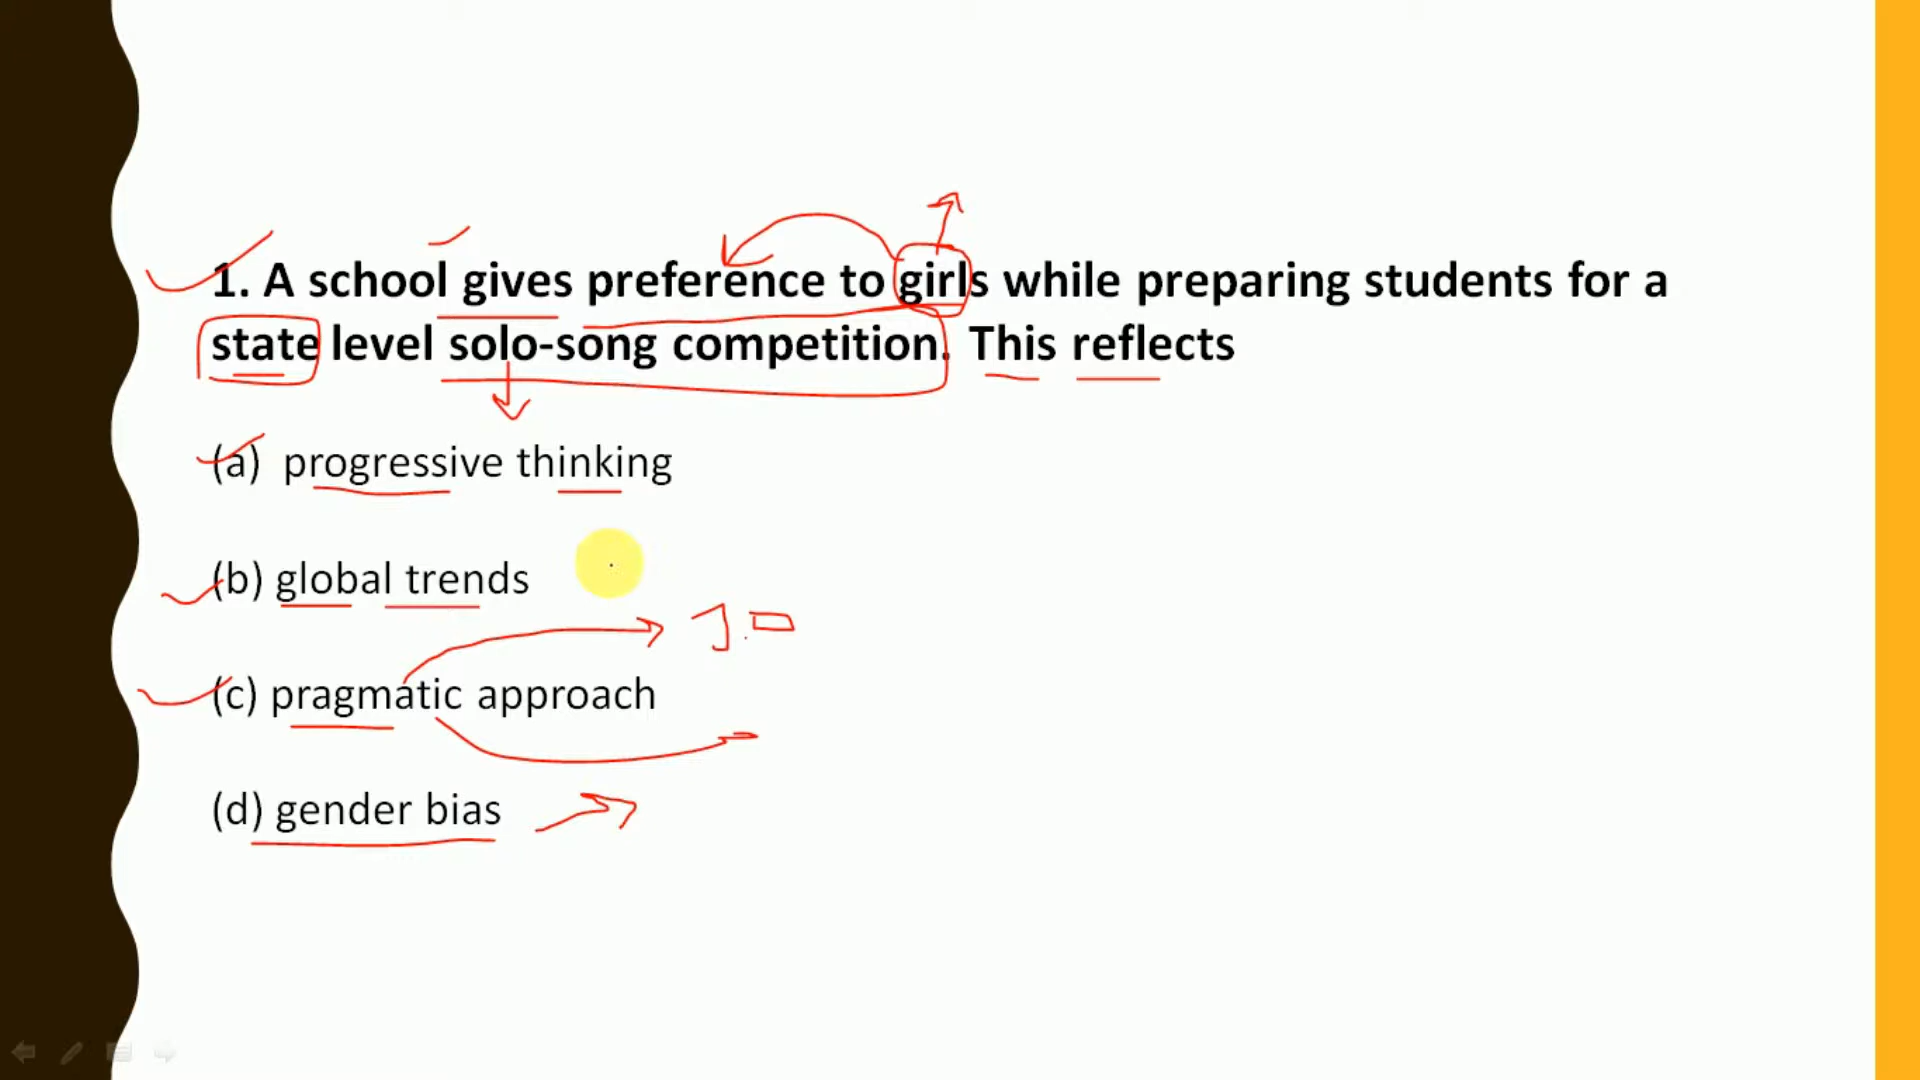 1. A school gives preference to girls while preparing students for a
state level solo-song competition. This reflects
(a) progressive thinking
(b) global trends
(c) pragmatic approach
(d) gender bias